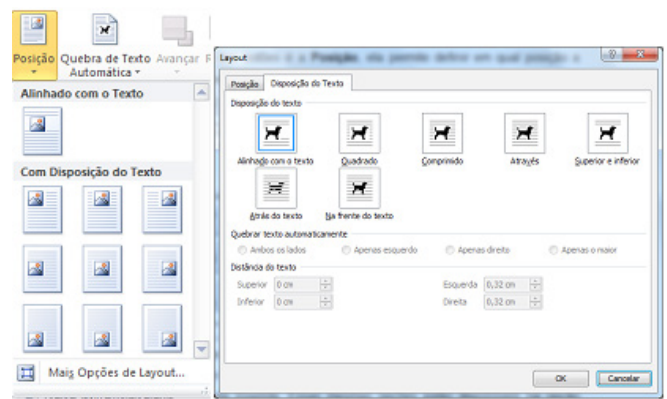 Posição Quebra de Texto Avançar
Automática
Alinhado com o Texto
Com Disposição do Texto
Mais Opções de Layout...
Layout
Posição Disposição do Texto
Disposição do texto
Alinhado com o texto Quadrado Comprimido Através Superior e inferior
Atrás do texto Na frente do texto
Quebrar texto automaticamente
Ambos os lados Apenas esquerdo Apenas direito Apenas o maior
Distância do texto
Superior 0 cm Esquerda 0,32 cm
Inferior 0 cm Direita 0,32 cm
OK Cancelar